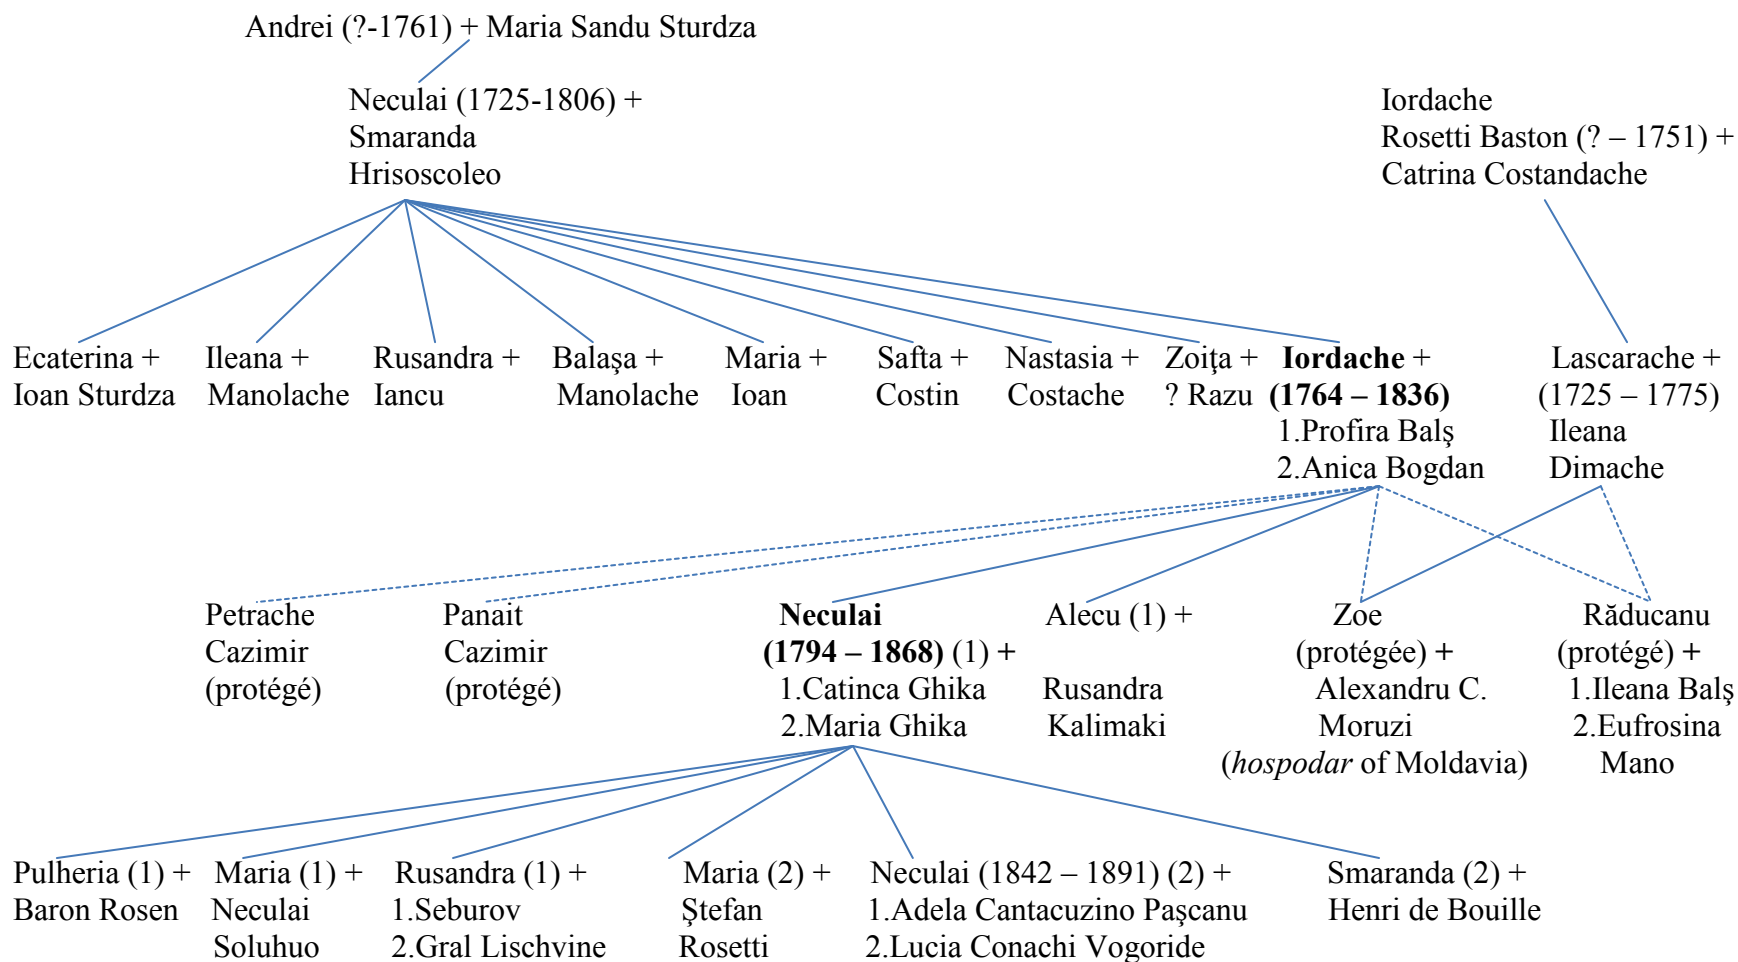 Andrei (?-1761) + Maria Sandu Sturdza
Neculai (1725-1806) +
Smaranda
Hrisoscoleo
Iordache
Rosetti Baston (? – 1751) +
Catrina Costandache
Ecaterina +
Ioan Sturdza
Ileana +
Manolache
Rusandra +
Iancu
Balaşa +
Manolache
Maria +
Ioan
Safta +
Costin
Nastasia +
Costache
Zoiţa +
? Razu
Iordache +
(1764 – 1836)
1.Profira Balş
2.Anica Bogdan
Lascarache +
(1725 – 1775)
Ileana
Dimache
Petrache
Cazimir
(protégé)
Panait
Cazimir
(protégé)
Neculai
(1794 – 1868) (1) +
1.Catinca Ghika
2.Maria Ghika
Alecu (1) +
Rusandra
Kalimaki
Zoe
(protégée) +
Alexandru C.
Moruzi
(hospodar of Moldavia)
Răducanu
(protégé) +
1.Ileana Balş
2.Eufrosina
Mano
Pulheria (1) +
Baron Rosen
Maria (1) +
Neculai
Soluhuo
Rusandra (1) +
1.Seburov
2.Gral Lischvine
Maria (2) +
Ştefan
Rosetti
Neculai (1842 – 1891) (2) +
1.Adela Cantacuzino Paşcanu
2.Lucia Conachi Vogoride
Smaranda (2) +
Henri de Bouille